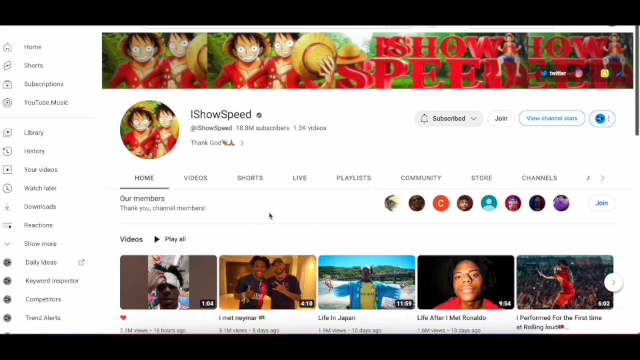 ISHOW
SPEED
twitter
Home
Shorts
Subscriptions
YouTube Music
Library
History
Your videos
Watch later
Downloads
Reactions
Show more
Daily Ideas
Keyword Inspector
Competitors
Trend Alerts
IShowSpeed
@IShowSpeed 18.8M subscribers 1.3K videos
Thank God
Subscribed
Join
View channel stats
HOME VIDEOS SHORTS LIVE PLAYLISTS COMMUNITY STORE CHANNELS
Our members
Thank you, channel members!
C
Join
Videos Play all
1:04 4:10 11:59 9:54 6:02
i met neymar
Life In Japan
Life After I Met Ronaldo
I Performed For the First time
at Rolling loud
2.2M views • 16 hours ago
3.1M views • 5 days ago
1.9M views • 10 days ago
1.6M views • 13 days ago